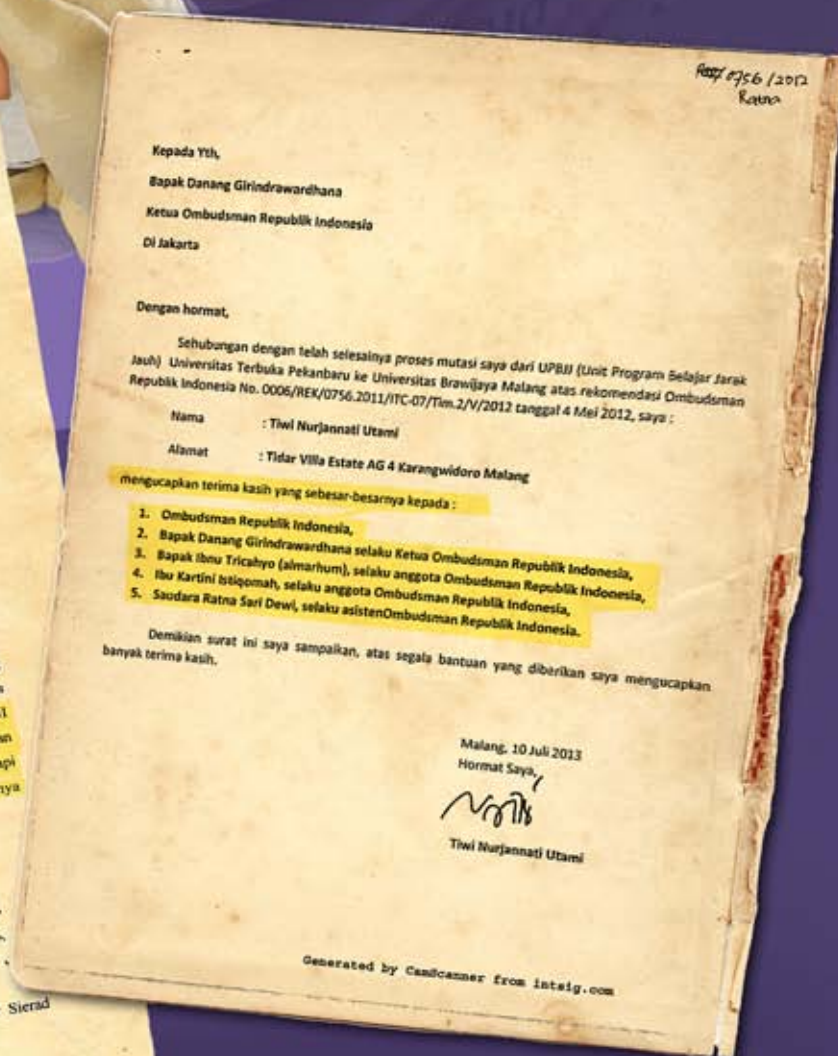 0756 / 2012
Ratna
Kepada Yth,
Bapak Danang Girindrawardhana
Ketua Ombudsman Republik Indonesia
Di Jakarta
Dengan hormat,
Sehubungan dengan telah selesainya proses mutasi saya dari UPBJJ (Unit Program Belajar Jarak
Jauh) Universitas Terbuka Pekanbaru ke Universitas Brawijaya Malang atas rekomendasi Ombudsman
Republik Indonesia No. 0006/REK/0756.2011/ITC-07/Tim.2/V/2012 tanggal 4 Mei 2012, saya :
Nama : Tiwi Nurjannati Utami
Alamat : Tidar Villa Estate AG 4 Karangwidoro Malang
mengucapkan terima kasih yang sebesar-besarnya kepada :
1. Ombudsman Republik Indonesia,
2. Bapak Danang Girindrawardhana selaku Ketua Ombudsman Republik Indonesia,
3. Bapak Ibnu Tricahyo (almarhum), selaku anggota Ombudsman Republik Indonesia,
4. Ibu Kartini Istiqomah, selaku anggota Ombudsman Republik Indonesia,
5. Saudara Ratna Sari Dewi, selaku asistenOmbudsman Republik Indonesia.
Demikian surat ini saya sampaikan, atas segala bantuan yang diberikan saya mengucapkan
banyak terima kasih.
Malang, 10 Juli 2013
Hormat Saya,
Tiwi Nurjannati Utami
Generated by CamScanner from intsig.com
Sierad